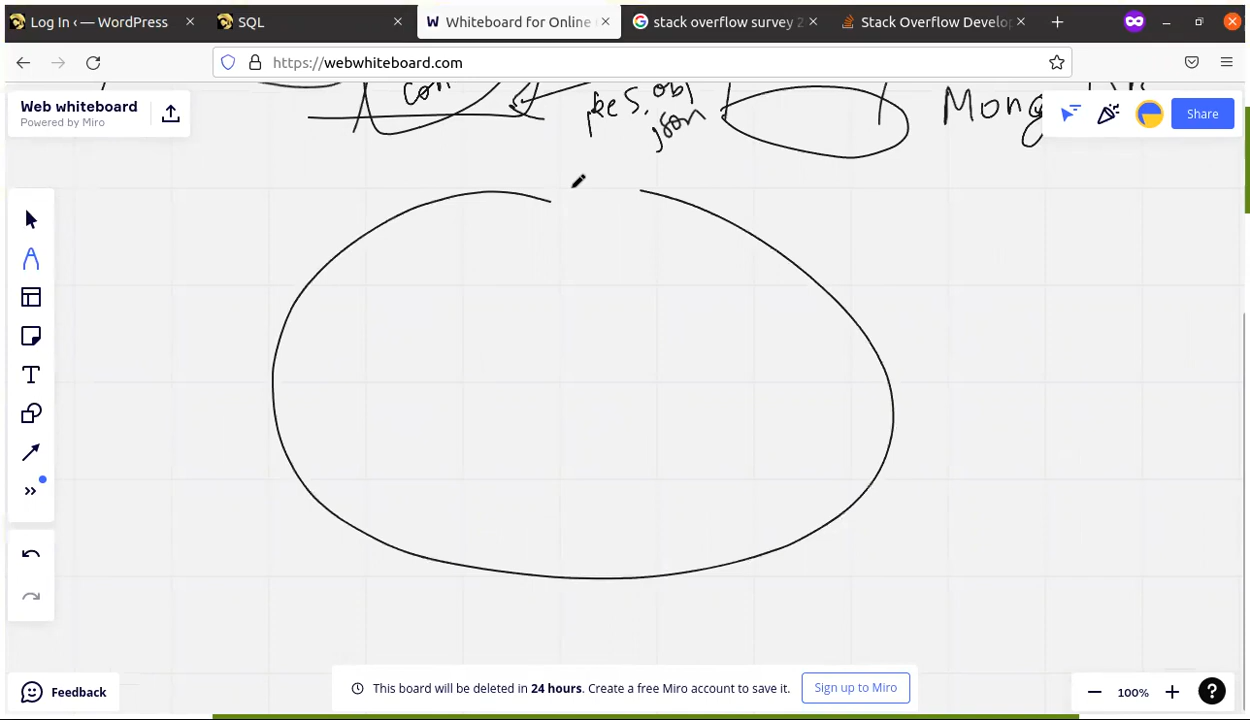 Log In ‹ — WordPress
SQL
Whiteboard for Online
stack overflow survey 2
Stack Overflow Develop
https://webwhiteboard.com
con
res.obj
json
Web whiteboard
Powered by Miro
Share
T
This board will be deleted in 24 hours. Create a free Miro account to save it.
Sign up to Miro
Feedback
100%
?